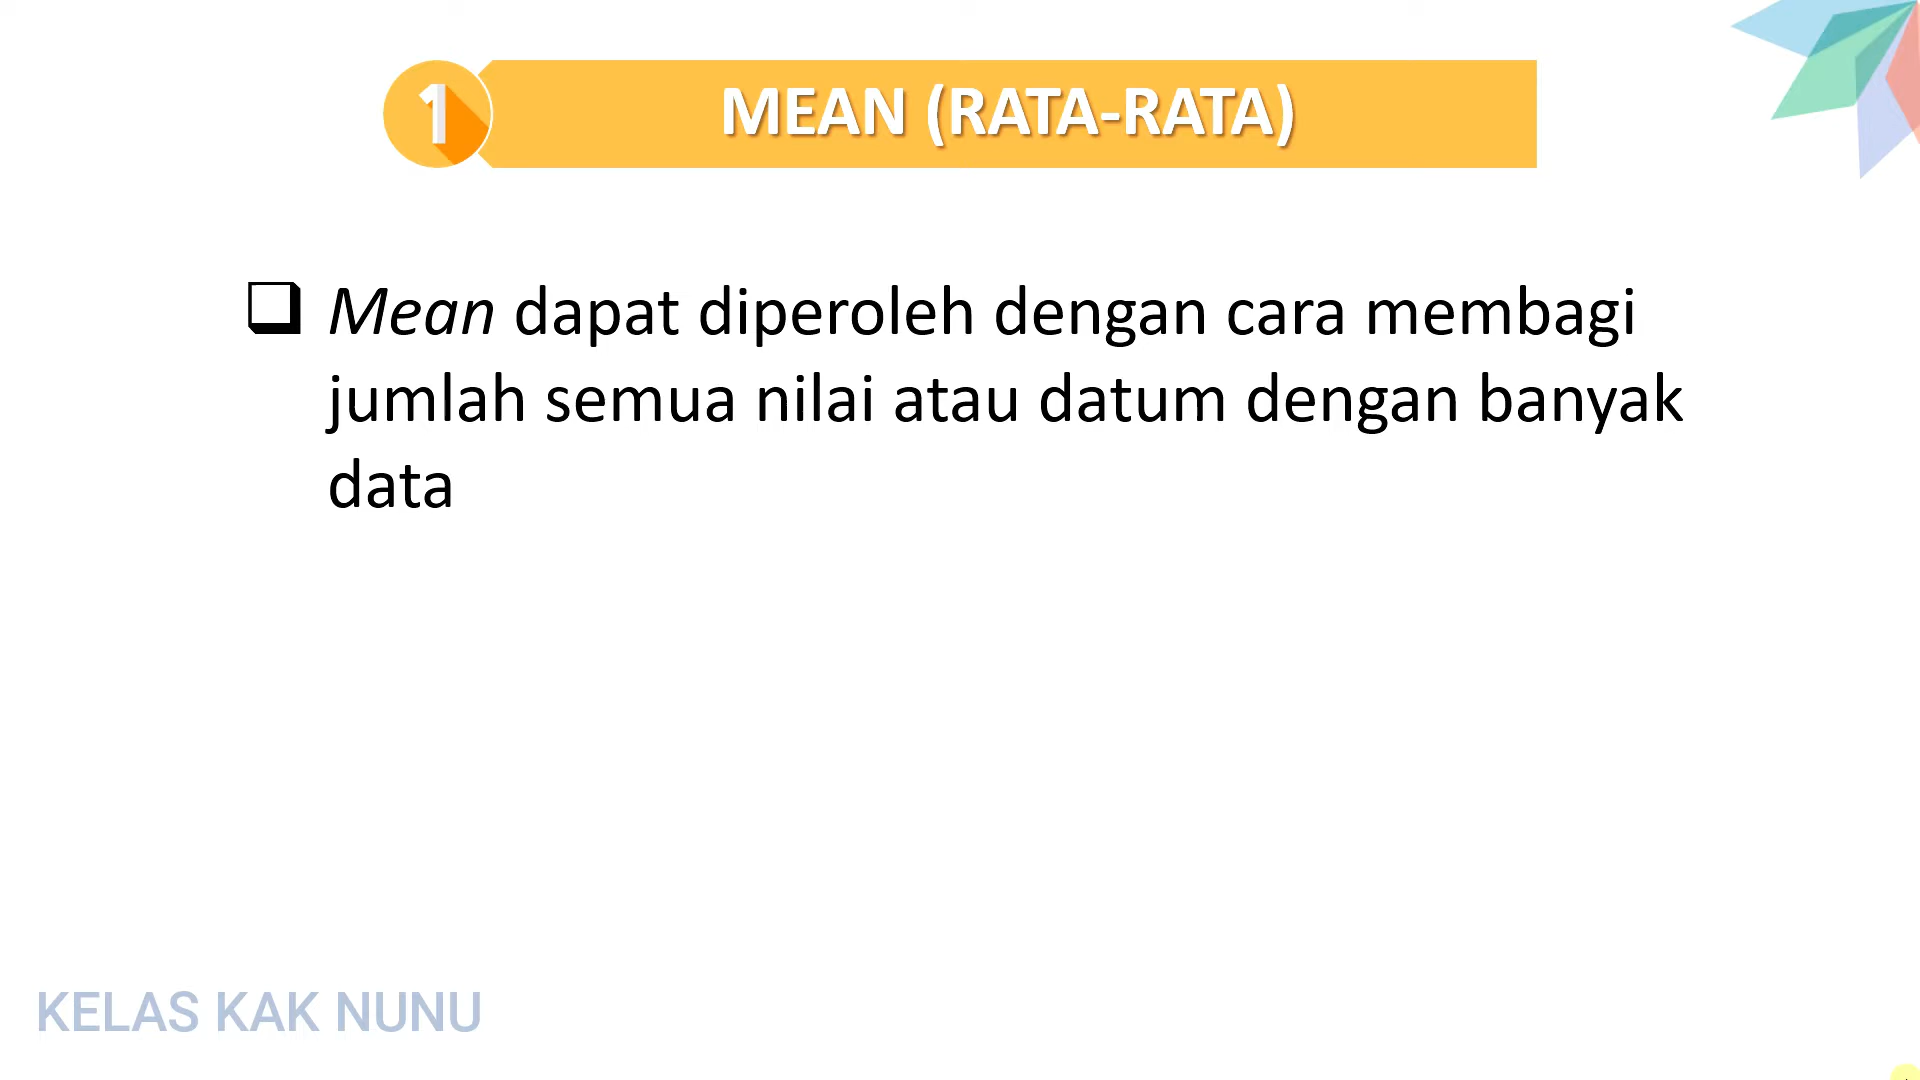 1
MEAN (RATA-RATA)
❑ Mean dapat diperoleh dengan cara membagi
jumlah semua nilai atau datum dengan banyak
data
KELAS KAK NUNU